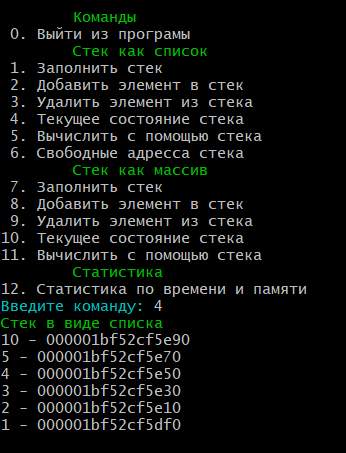 Команды
0. Выйти из програмы
Стек как список
1. Заполнить стек
2. Добавить элемент в стек
3. Удалить элемент из стека
4. Текущее состояние стека
5. Вычислить с помощью стека
6. Свободные адресса стека
Стек как массив
7. Заполнить стек
8. Добавить элемент в стек
9. Удалить элемент из стека
10. Текущее состояние стека
11. Вычислить с помощью стека
Статистика
12. Статистика по времени и памяти
Введите команду: 4
Стек в виде списка
10 - 000001bf52cf5e90
5 - 000001bf52cf5e70
4 - 000001bf52cf5e50
3 - 000001bf52cf5e30
2 - 000001bf52cf5e10
1 - 000001bf52cf5df0